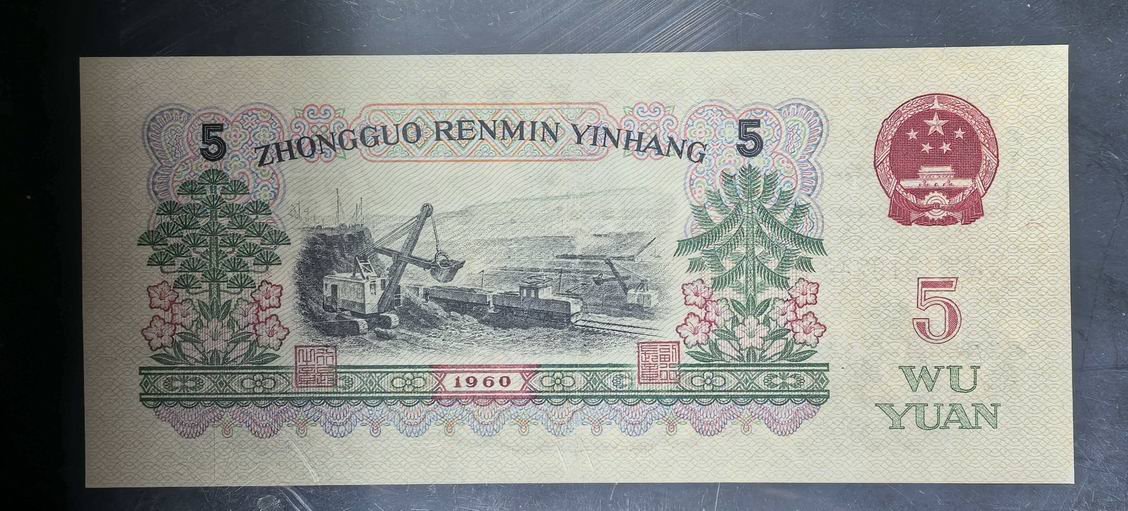 5 ZHONGGUO RENMIN YINHANG 5
1960
5
WU
YUAN